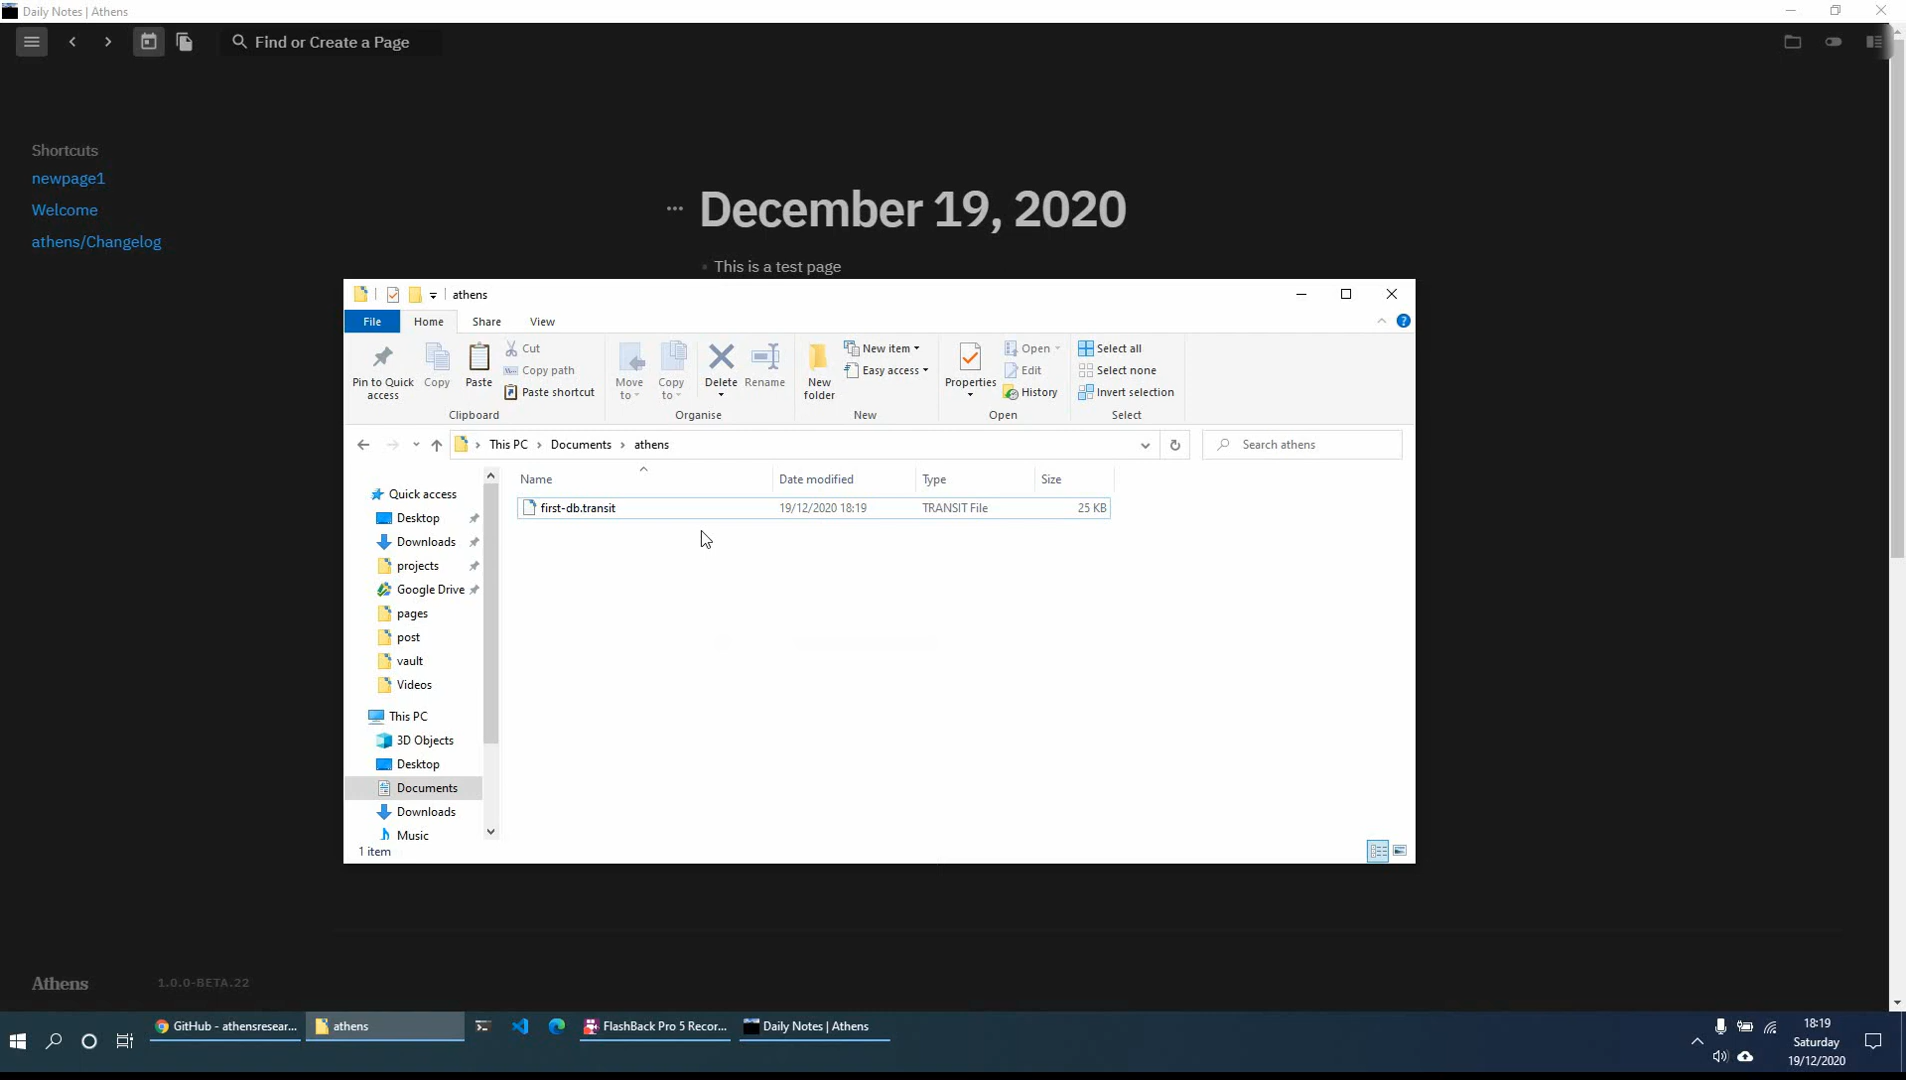 Daily Notes | Athens
Find or Create a Page
Shortcuts
newpage1
Welcome
athens/Changelog
December 19, 2020
This is a test page
athens
File Home Share View
Pin to Quick access
Copy
Paste
Cut
Copy path
Paste shortcut
Clipboard
Move to
Copy to
Delete
Rename
Organise
New folder
New item
Easy access
New
Properties
Open
Edit
History
Open
Select all
Select none
Invert selection
Select
This PC > Documents > athens
Search athens
Name Date modified Type Size
first-db.transit 19/12/2020 18:19 TRANSIT File 25 KB
Quick access
Desktop
Downloads
projects
Google Drive
pages
post
vault
Videos
This PC
3D Objects
Desktop
Documents
Downloads
Music
1 item
Athens 1.0.0-BETA.22
GitHub - athensresear...
athens
FlashBack Pro 5 Recor...
Daily Notes | Athens
18:19
Saturday
19/12/2020